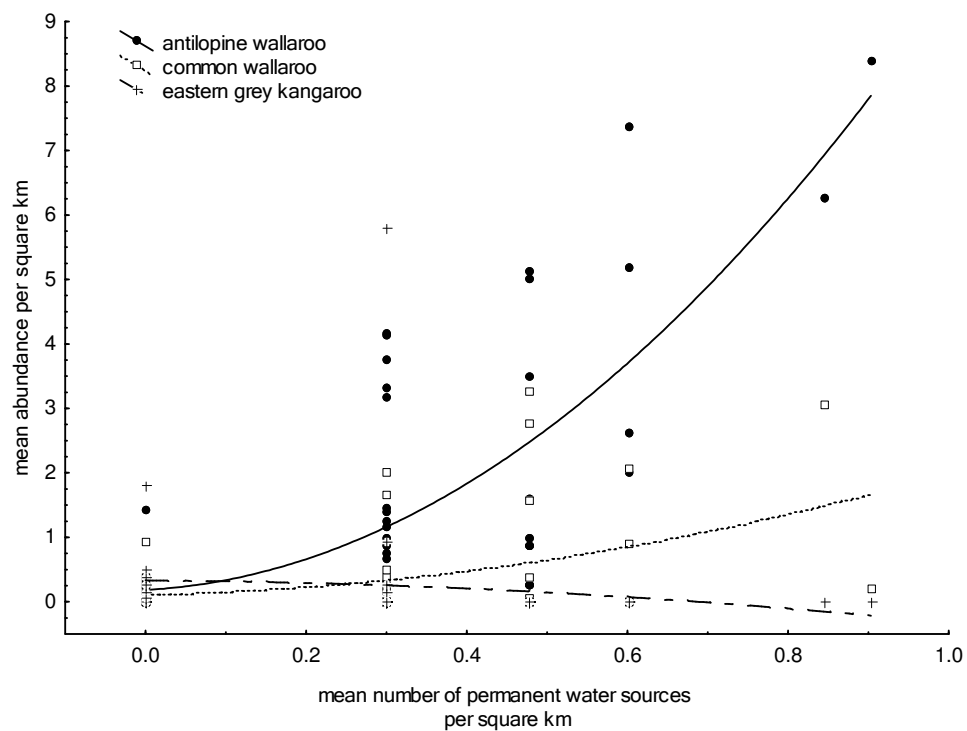 9
8
7
6
5
4
3
2
1
0
mean abundance per square km
antilopine wallaroo
common wallaroo
eastern grey kangaroo
0.0 0.2 0.4 0.6 0.8 1.0
mean number of permanent water sources
per square km